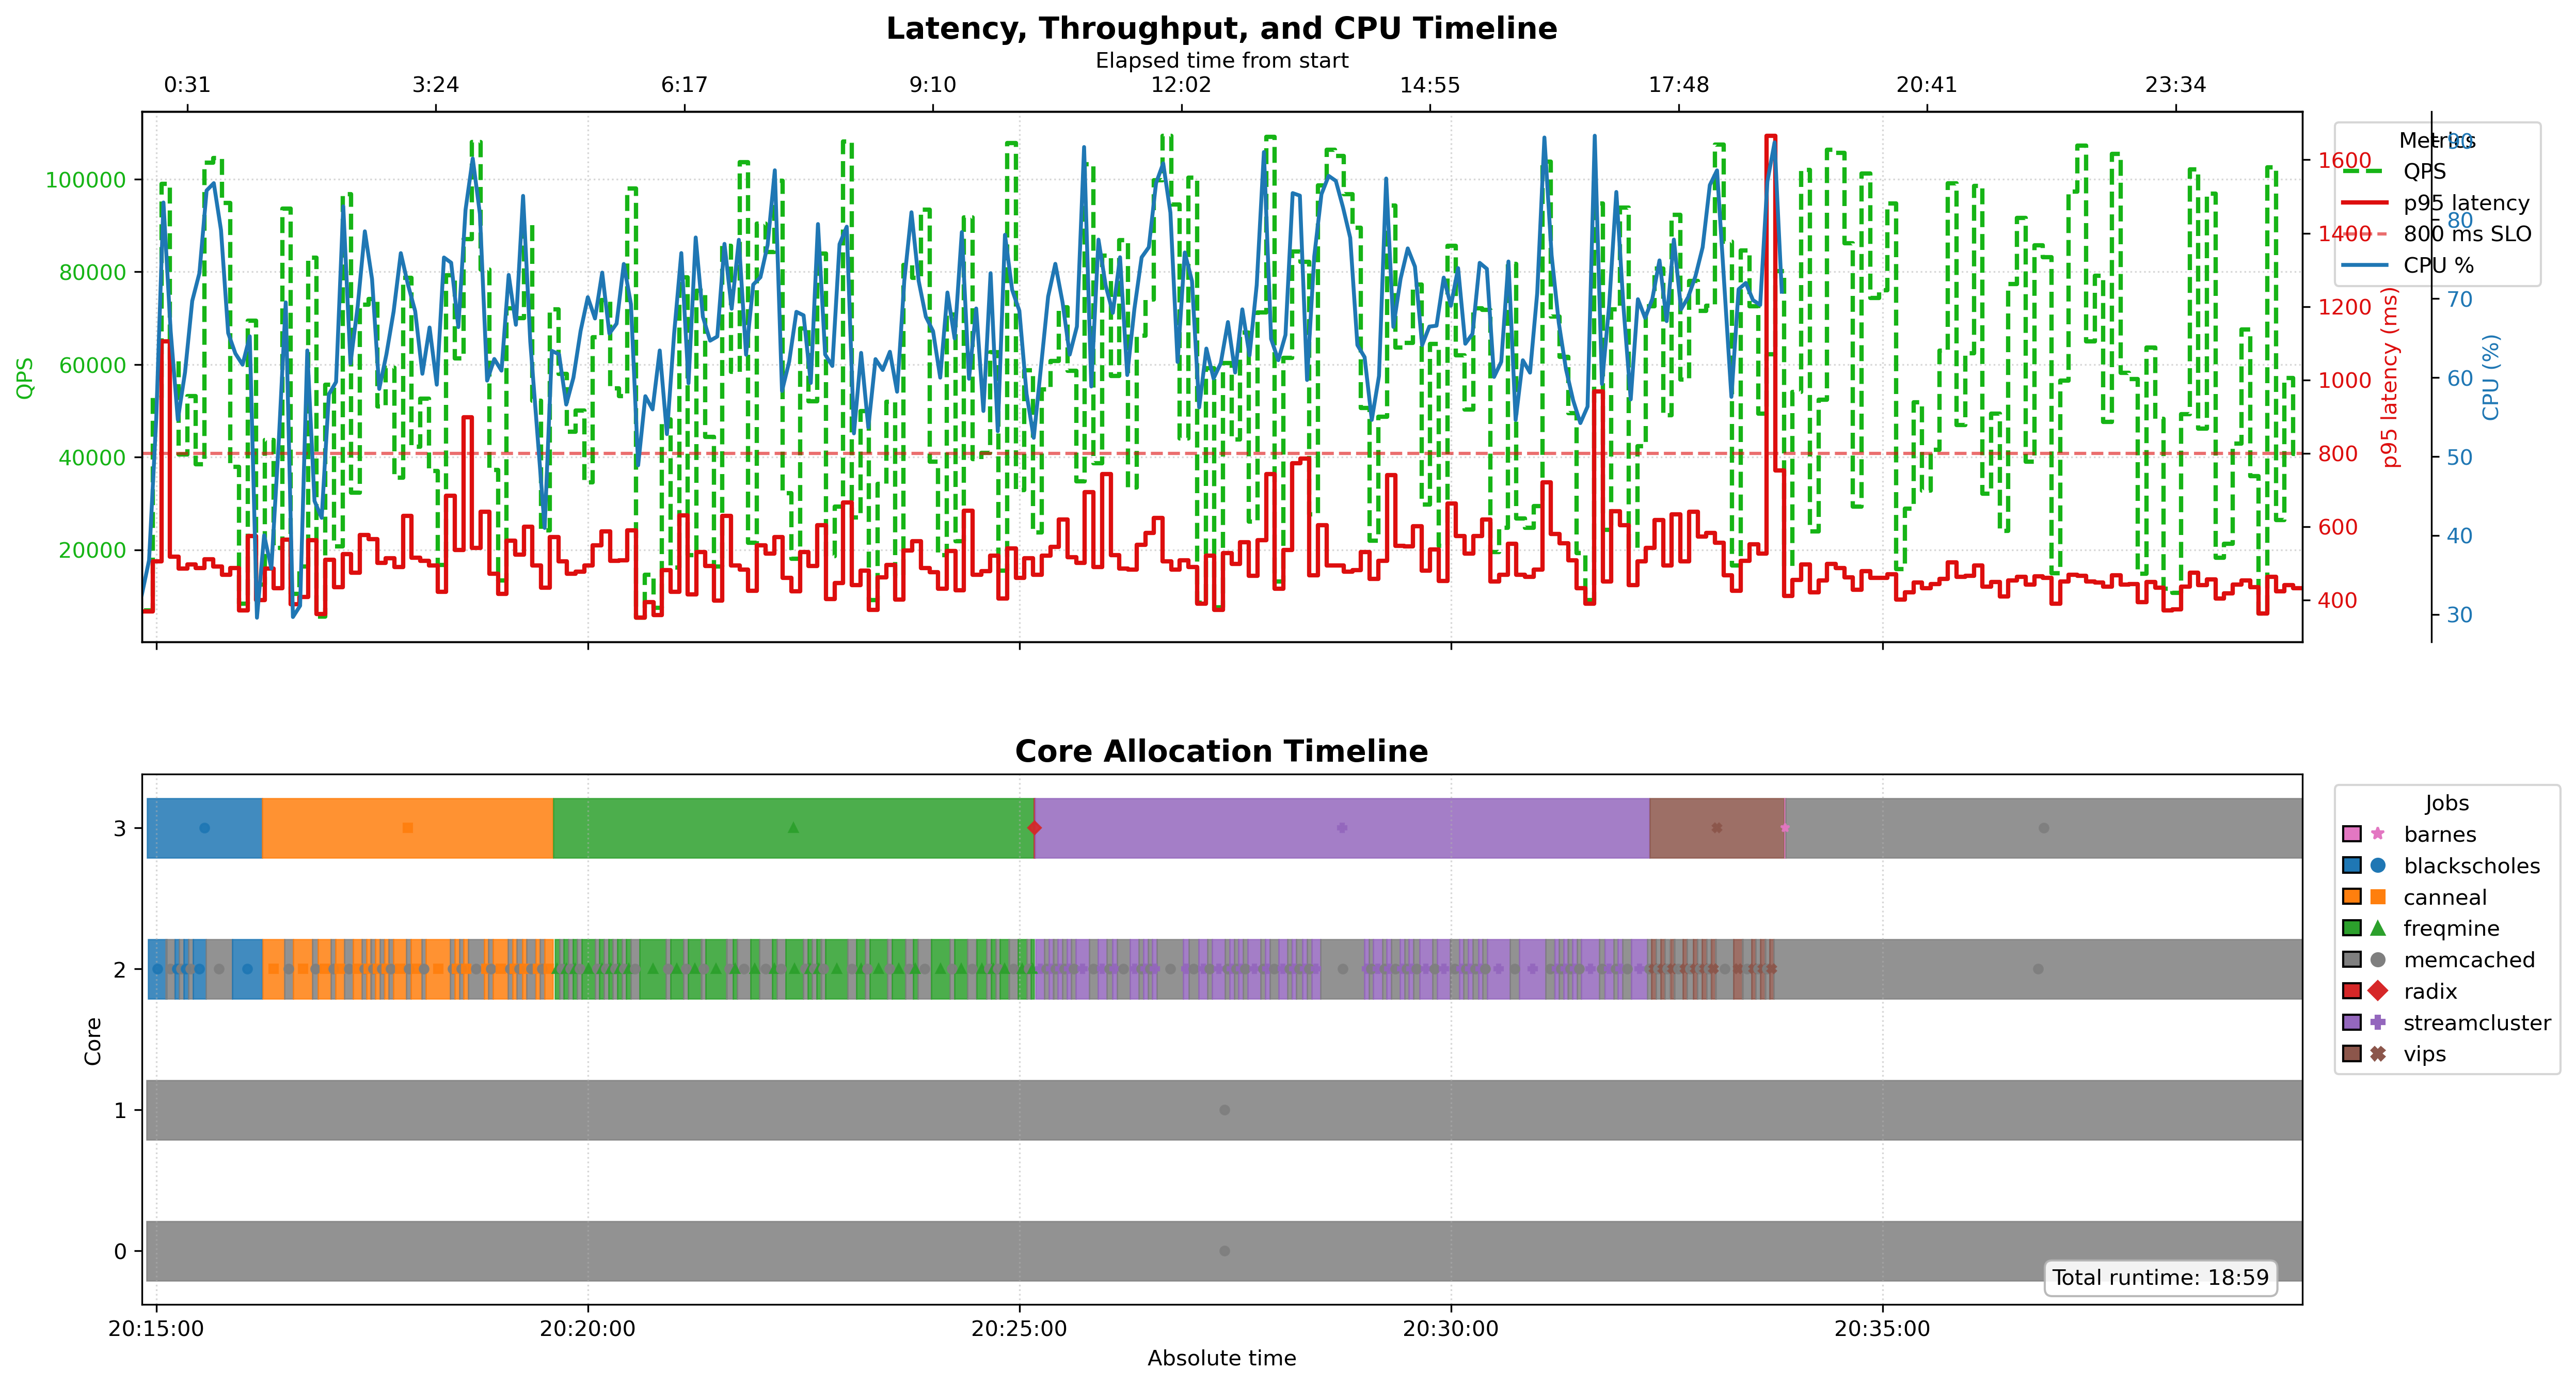 Latency, Throughput, and CPU Timeline
Elapsed time from start
0:31 3:24 6:17 9:10 12:02 14:55 17:48 20:41 23:34
QPS
100000
80000
60000
40000
20000
1600
1400
1200
1000
800
600
400
p95 latency (ms)
90
80
70
60
50
40
30
CPU (%)
Metrics
QPS
p95 latency
800 ms SLO
CPU %
Core Allocation Timeline
Core
3
2
1
0
Total runtime: 18:59
20:15:00 20:20:00 20:25:00 20:30:00 20:35:00
Absolute time
Jobs
barnes
blackscholes
canneal
freqmine
memcached
radix
streamcluster
vips